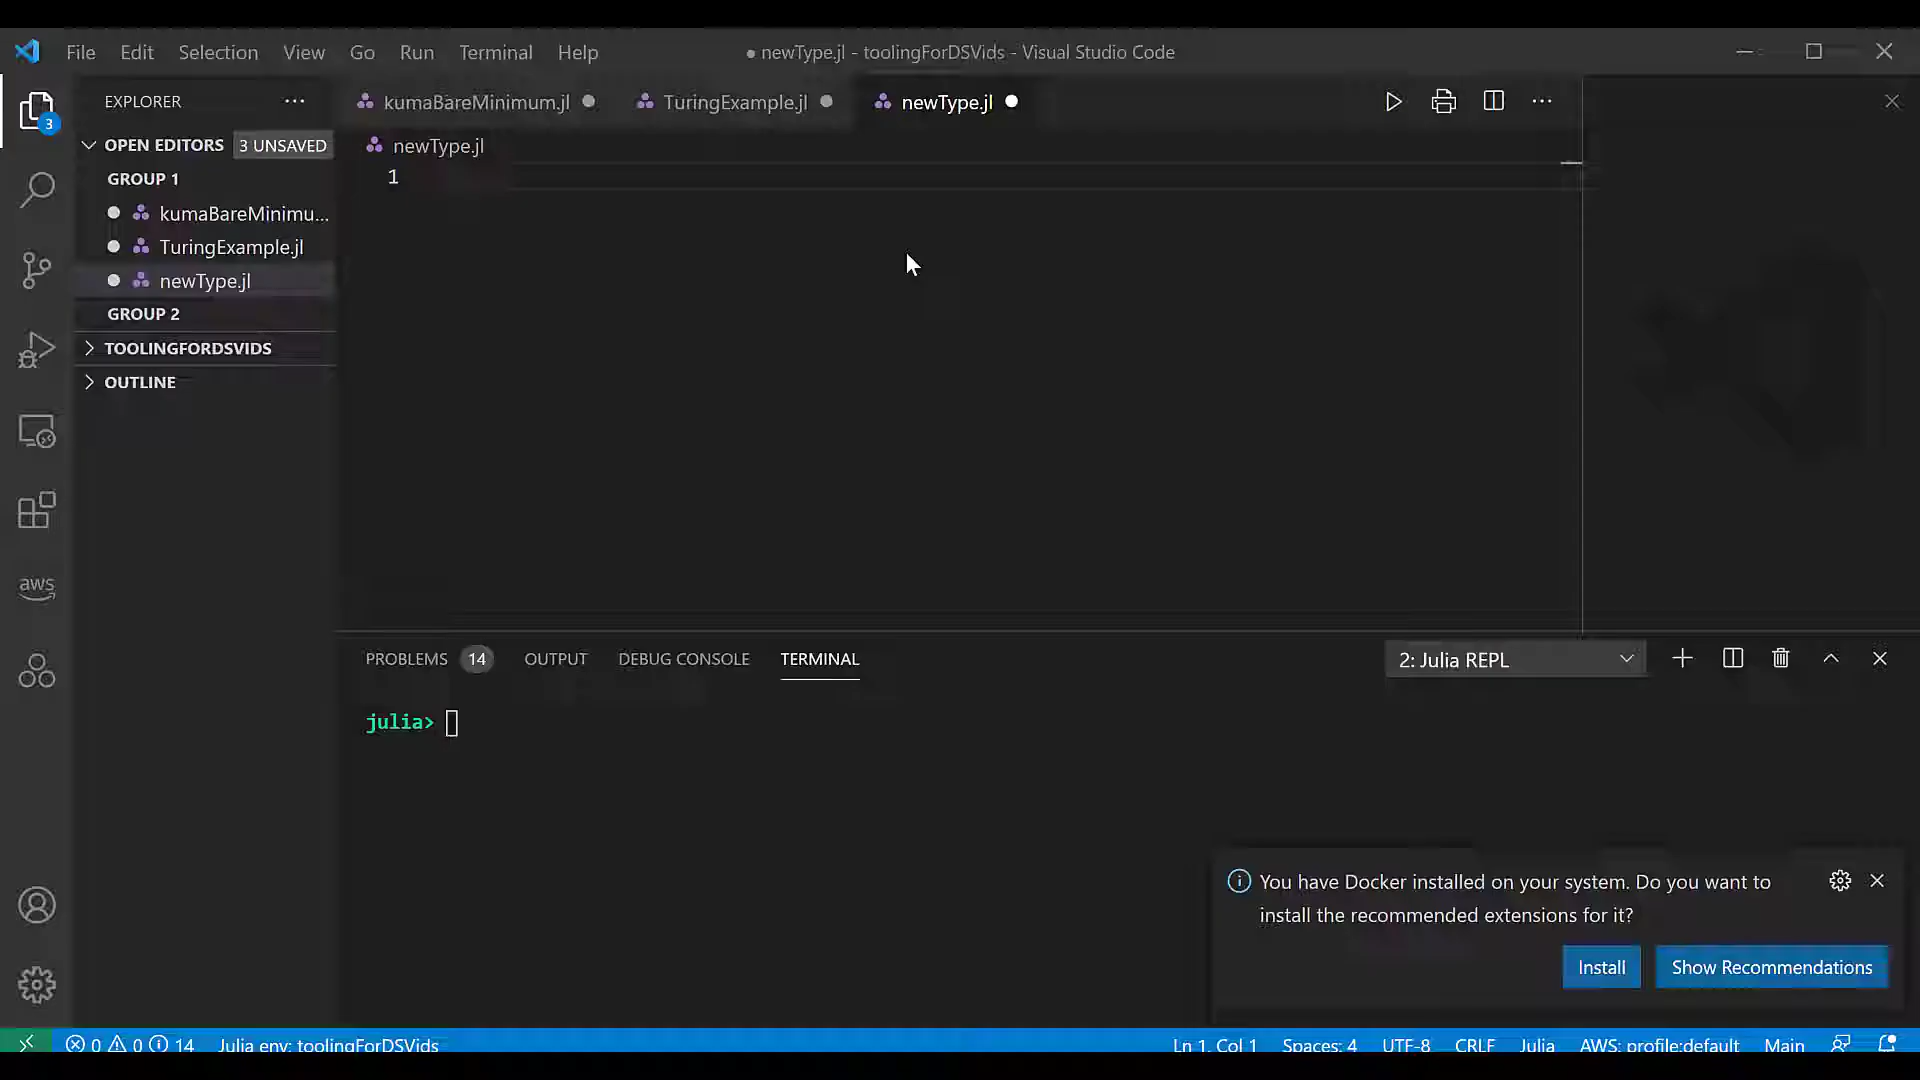 File Edit Selection View Go Run Terminal Help
● newType.jl - toolingForDSVids - Visual Studio Code
EXPLORER
kumaBareMinimum.jl TuringExample.jl newType.jl
OPEN EDITORS 3 UNSAVED
newType.jl
1
GROUP 1
kumaBareMinimu...
TuringExample.jl
newType.jl
GROUP 2
TOOLINGFORDSVIDS
OUTLINE
3
aws
PROBLEMS 14 OUTPUT DEBUG CONSOLE TERMINAL
2: Julia REPL
julia>
You have Docker installed on your system. Do you want to
install the recommended extensions for it?
Install Show Recommendations
0 0 14 Julia env: toolingForDSVids
Ln 1, Col 1 Spaces: 4 UTF-8 CRLF Julia AWS: profile:default Main